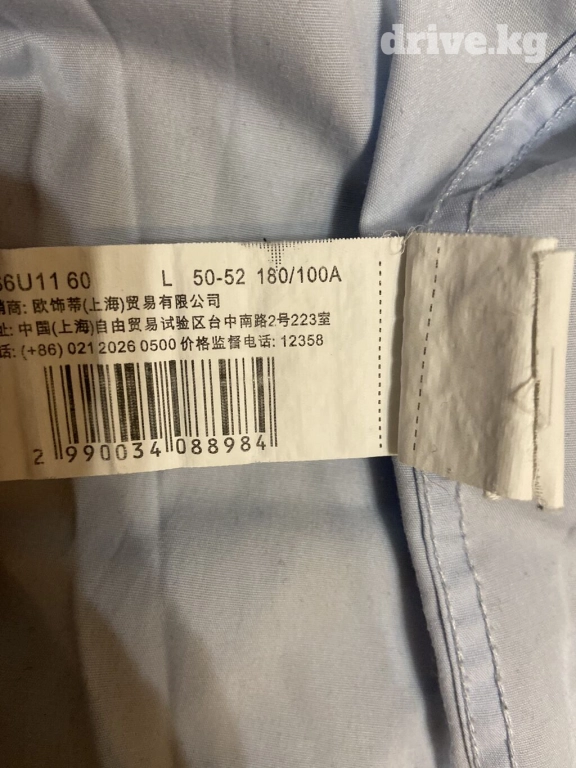 drive.kg
6U11 60 L 50-52 180/100A
销商: 欧饰蒂(上海)贸易有限公司
址: 中国(上海)自由贸易试验区台中南路2号223室
话: (+86) 021 2026 0500 价格监督电话: 12358
2 990034 088984